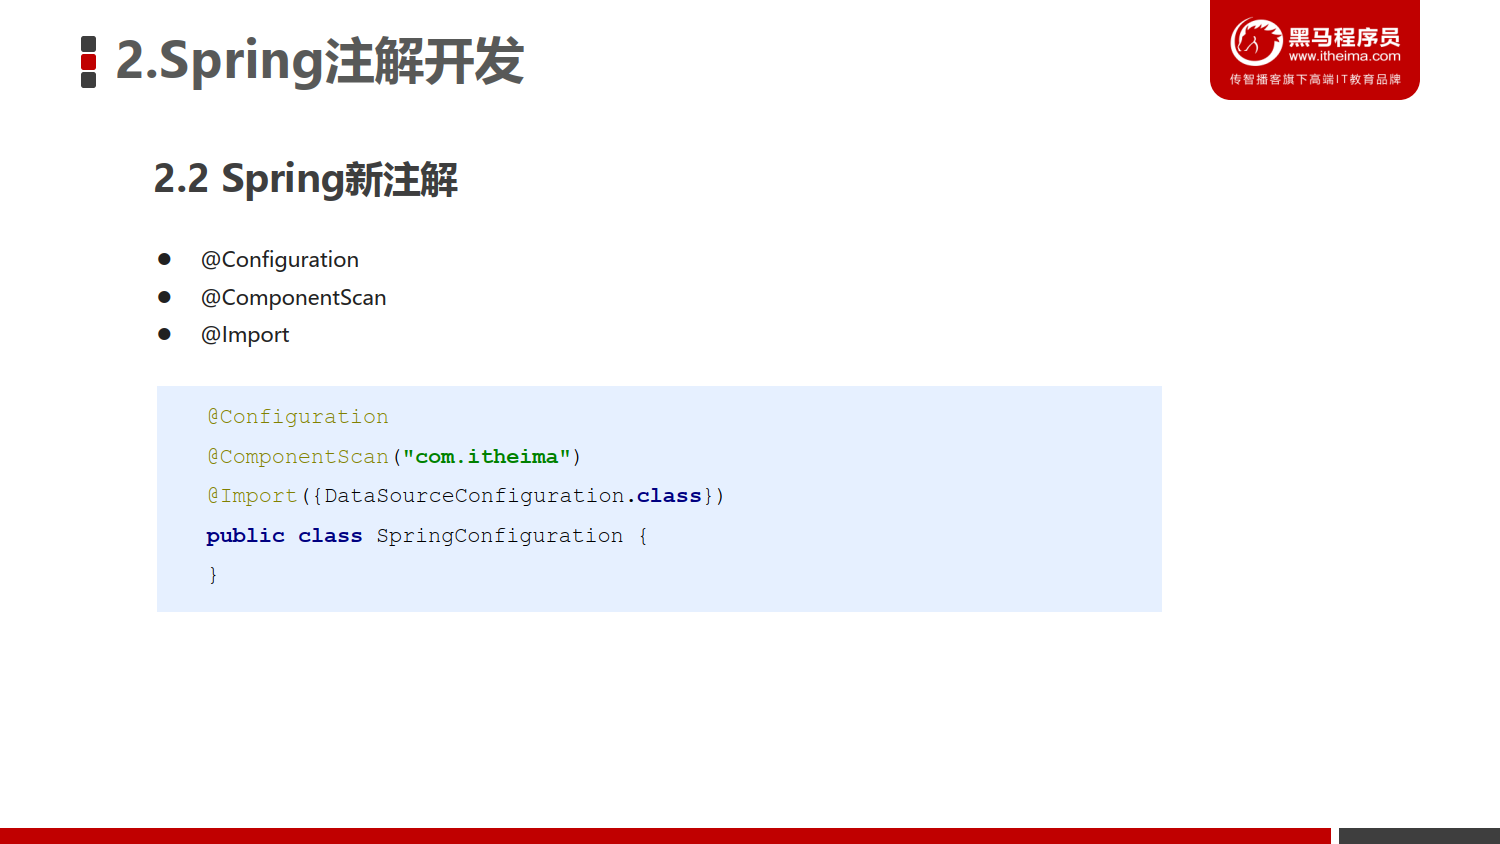 2.Spring注解开发
黑马程序员
www.itheima.com
传智播客旗下高端IT教育品牌
2.2 Spring新注解
● @Configuration
● @ComponentScan
● @Import
@Configuration
@ComponentScan("com.itheima")
@Import({DataSourceConfiguration.class})
public class SpringConfiguration {
}